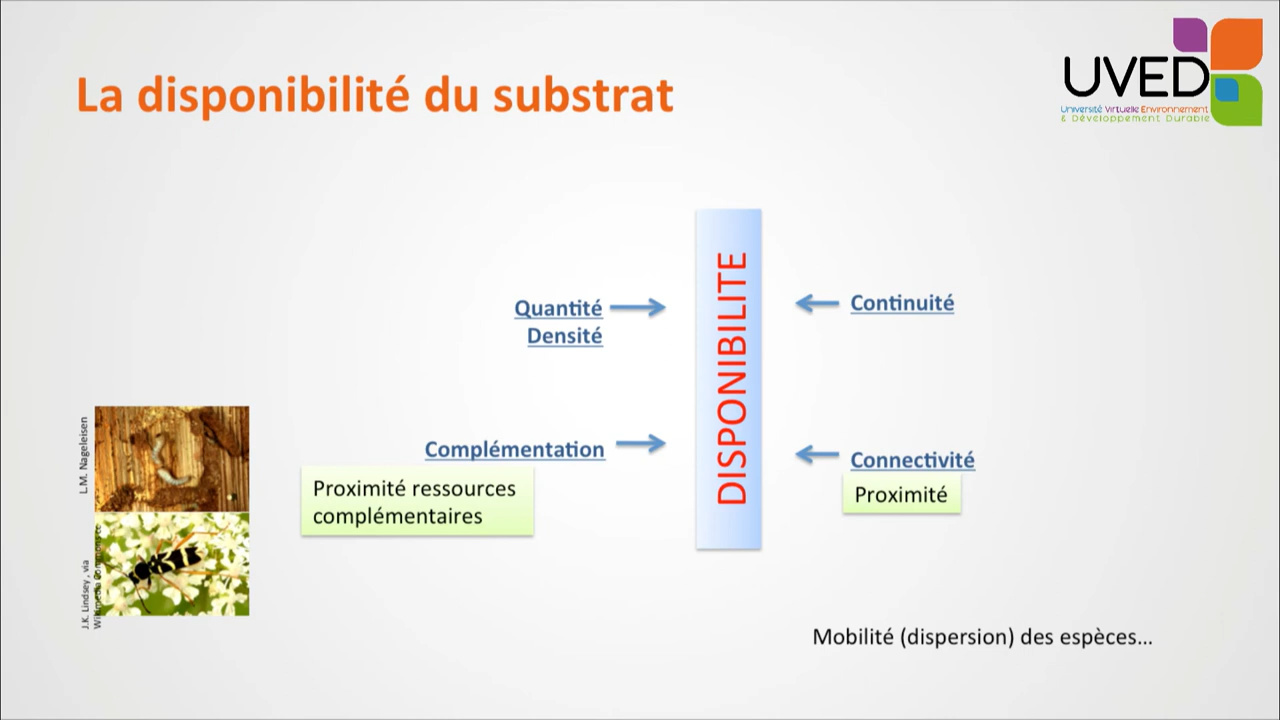 La disponibilité du substrat
UVED
Université Virtuelle Environnement
& Développement Durable
DISPONIBILITE
Quantité
Densité
Continuité
Complémentation
Proximité ressources
complémentaires
Connectivité
Proximité
L.M. Nageleisen
J.K. Lindsey , via
Mobilité (dispersion) des espèces...